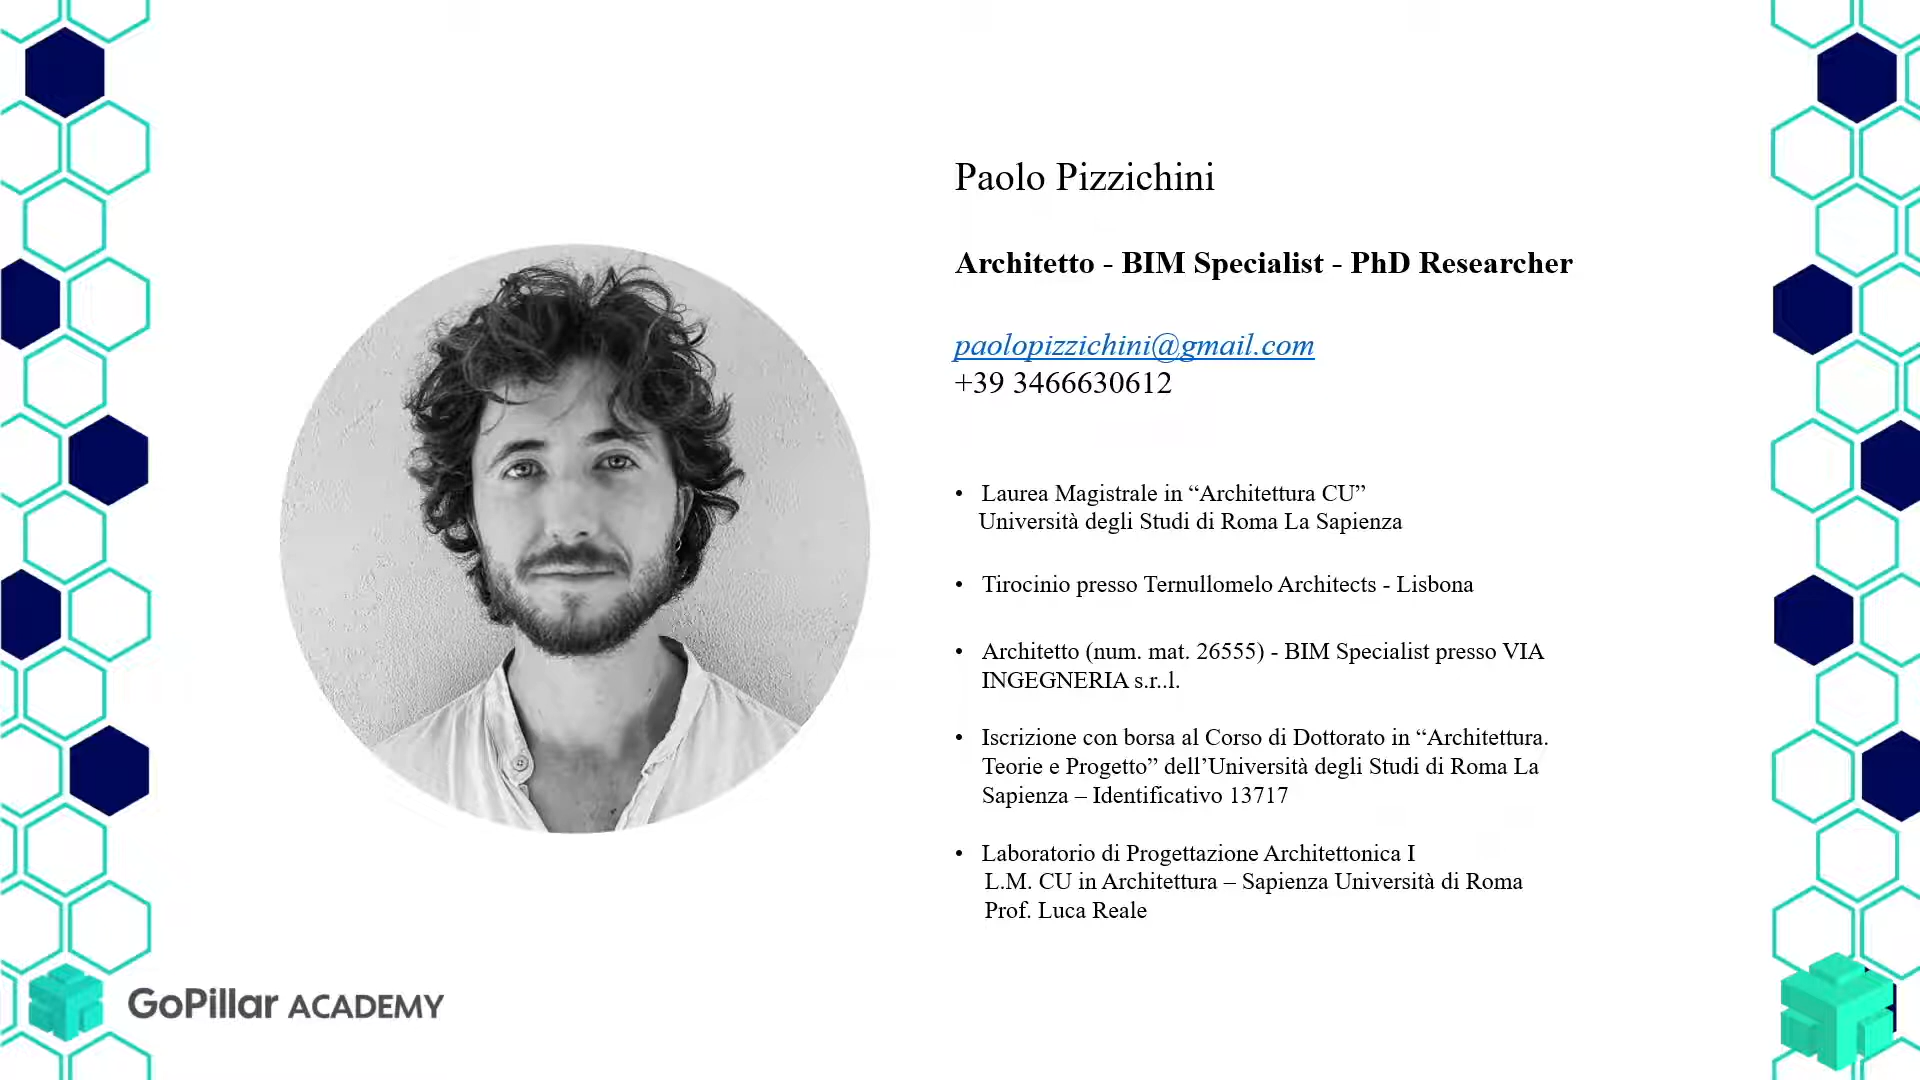 Paolo Pizzichini
Architetto - BIM Specialist - PhD Researcher
paolopizzichini@gmail.com
+39 3466630612
• Laurea Magistrale in “Architettura CU”
Università degli Studi di Roma La Sapienza
• Tirocinio presso Ternullomelo Architects - Lisbona
• Architetto (num. mat. 26555) - BIM Specialist presso VIA
INGEGNERIA s.r..l.
• Iscrizione con borsa al Corso di Dottorato in “Architettura.
Teorie e Progetto” dell’Università degli Studi di Roma La
Sapienza – Identificativo 13717
• Laboratorio di Progettazione Architettonica I
L.M. CU in Architettura – Sapienza Università di Roma
Prof. Luca Reale
GoPillar ACADEMY